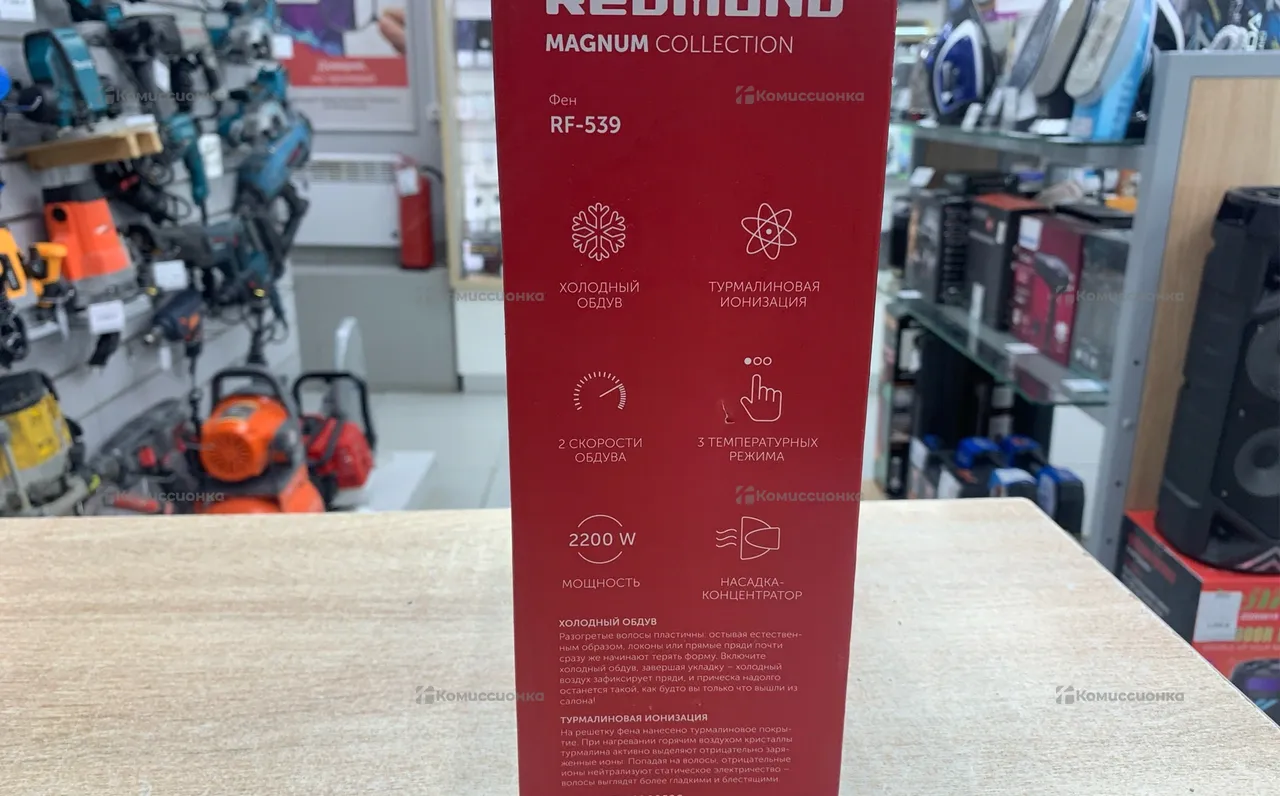 REDMOND
MAGNUM COLLECTION
Фен
RF-539
ХОЛОДНЫЙ
ОБДУВ
ТУРМАЛИНОВАЯ
ИОНИЗАЦИЯ
2 СКОРОСТИ
ОБДУВА
3 ТЕМПЕРАТУРНЫХ
РЕЖИМА
2200 W
МОЩНОСТЬ
НАСАДКА-
КОНЦЕНТРАТОР
ХОЛОДНЫЙ ОБДУВ
Разогретые волосы пластичны: остывая естествен-
ным образом, локоны или прямые пряди почти
сразу же начинают терять форму. Включите
холодный обдув, завершая укладку – холодный
воздух зафиксирует пряди, и прическа надолго
останется такой, как будто вы только что вышли из
салона!
ТУРМАЛИНОВАЯ ИОНИЗАЦИЯ
На решетку фена нанесено турмалиновое покры-
тие. При нагревании горячим воздухом кристаллы
турмалина активно выделяют отрицательно заря-
женные ионы. Попадая на волосы, отрицательные
ионы нейтрализуют статическое электричество –
волосы выглядят более гладкими и блестящими
Комиссионка
Комиссионка
Комиссионка
Комиссионка
Комиссионка
Комиссионка
Комиссионка
Комиссионка